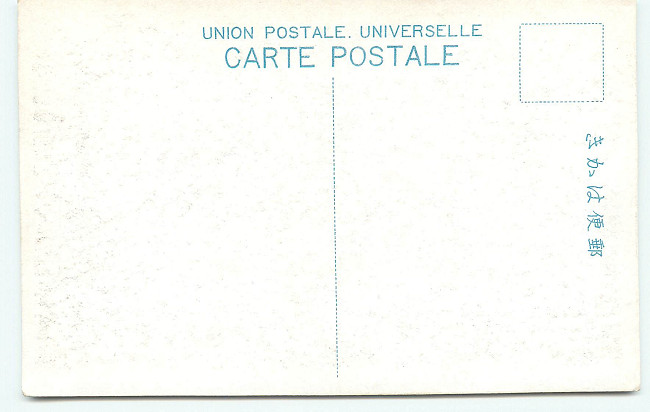 UNION POSTALE. UNIVERSELLE
CARTE POSTALE
郵便はかき